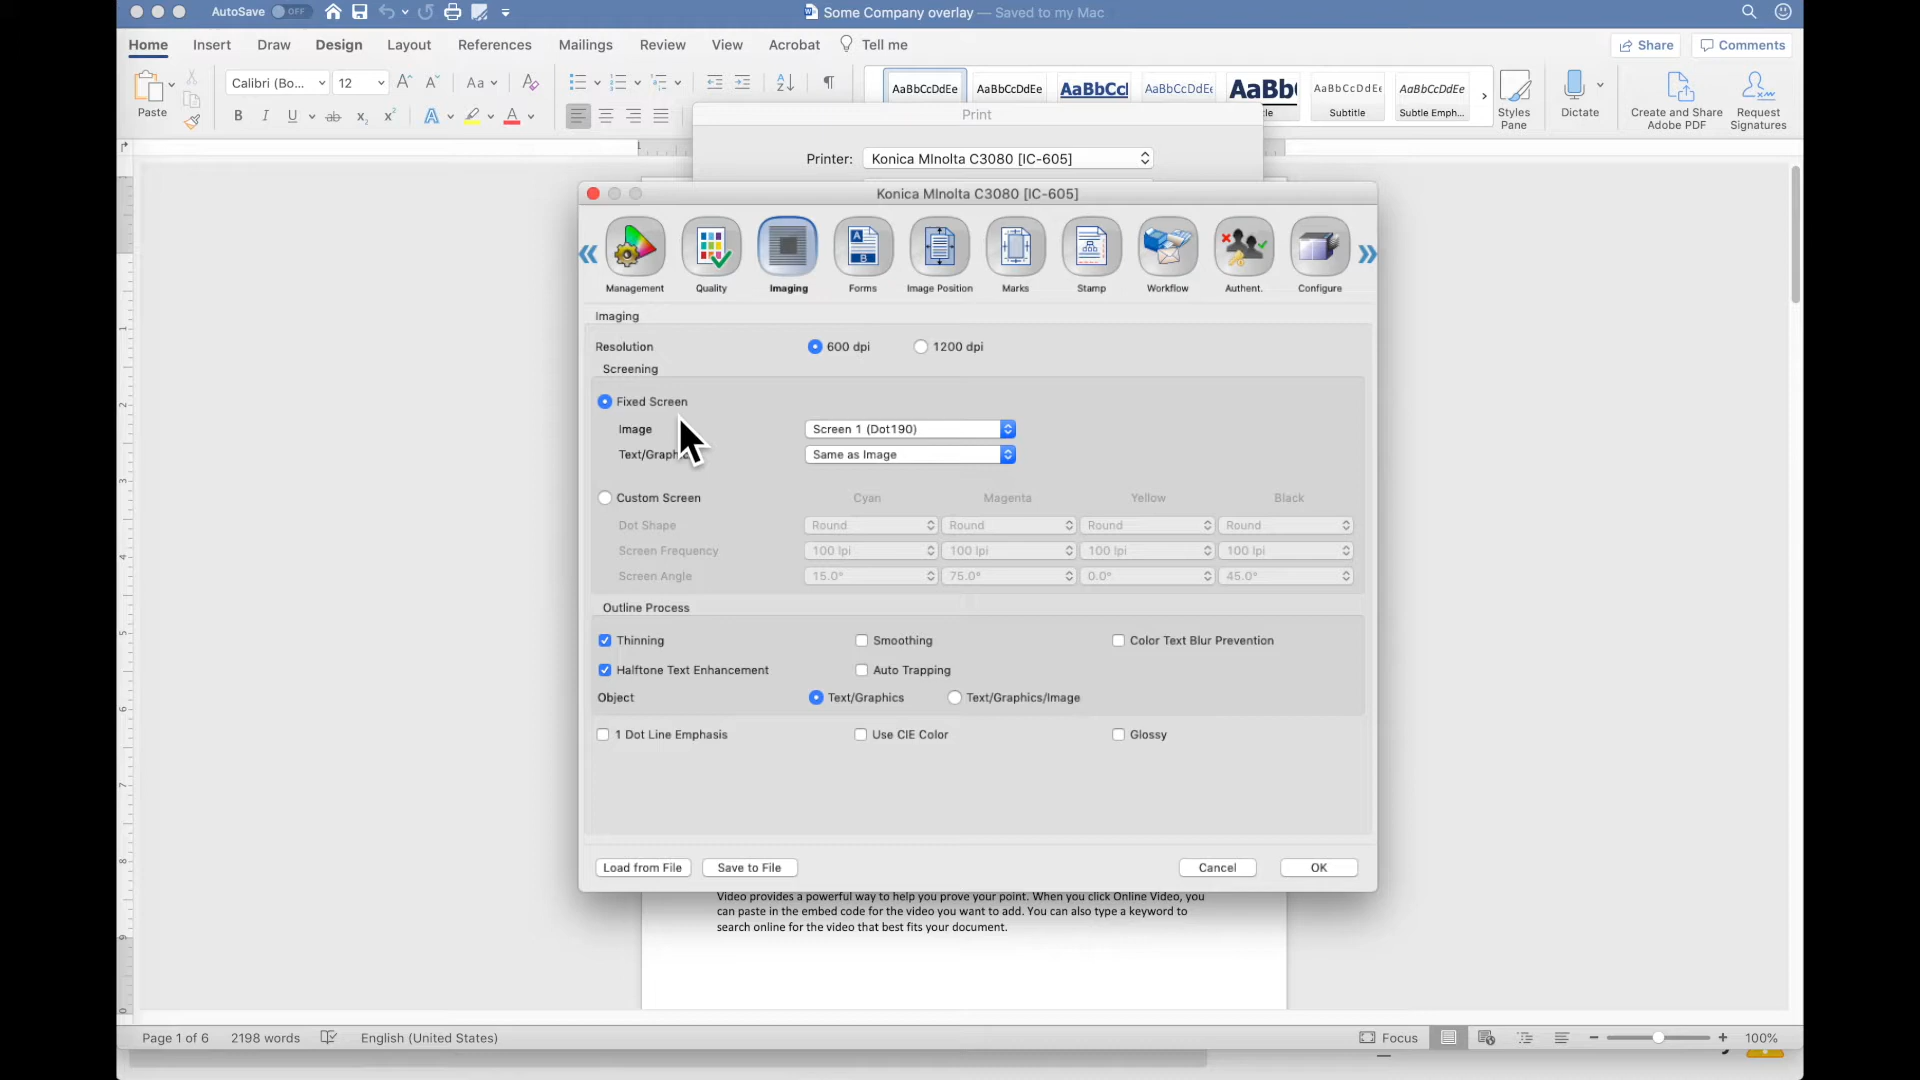 AutoSave OFF
Some Company overlay — Saved to my Mac
Home Insert Draw Design Layout References Mailings Review View Acrobat Tell me Share Comments
Paste Calibri (Bo... 12 Aa
B I U ab x₂ x² A A
AaBbCcDdEe AaBbCcDdEe AaBbCcI AaBbCcDdEe AaBb( AaBbCcDdEe AaBbCcDdEe
Subtitle Subtle Emph...
Styles Pane
Dictate
Create and Share Adobe PDF
Request Signatures
Print
Printer: Konica MInolta C3080 [IC-605]
Konica MInolta C3080 [IC-605]
Management Quality Imaging Forms Image Position Marks Stamp Workflow Authent. Configure
Imaging
Resolution 600 dpi 1200 dpi
Screening
Fixed Screen
Image Screen 1 (Dot190)
Text/Graph Same as Image
Custom Screen Cyan Magenta Yellow Black
Dot Shape Round Round Round Round
Screen Frequency 100 lpi 100 lpi 100 lpi 100 lpi
Screen Angle 15.0° 75.0° 0.0° 45.0°
Outline Process
Thinning Smoothing Color Text Blur Prevention
Halftone Text Enhancement Auto Trapping
Object Text/Graphics Text/Graphics/Image
1 Dot Line Emphasis Use CIE Color Glossy
Load from File Save to File Cancel OK
Video provides a powerful way to help you prove your point. When you click Online Video, you
can paste in the embed code for the video you want to add. You can also type a keyword to
search online for the video that best fits your document.
Page 1 of 6 2198 words English (United States) Focus 100%